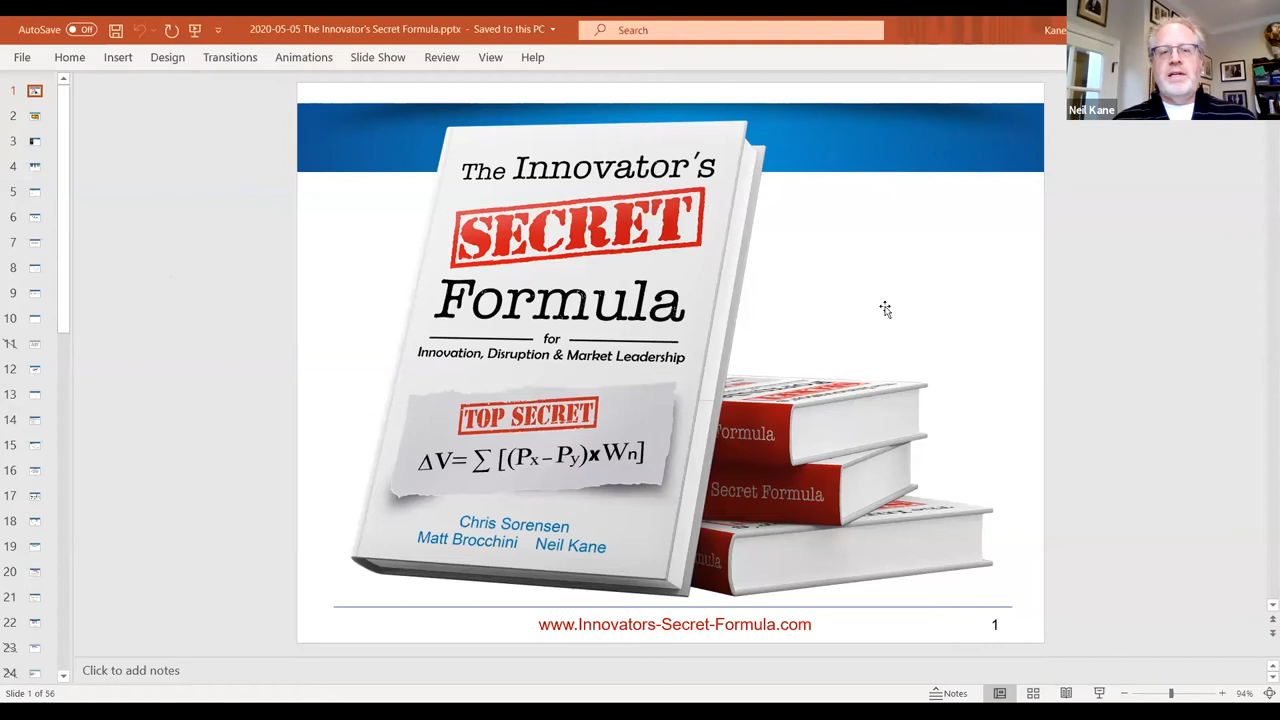 AutoSave Off 2020-05-05 The Innovator's Secret Formula.pptx - Saved to this PC Search Kane
File Home Insert Design Transitions Animations Slide Show Review View Help
Neil Kane
1
2
3
4
5
6
7
8
9
10
11
12
13
14
15
16
17
18
19
20
21
22
23
24
The Innovator's
SECRET
Formula
for
Innovation, Disruption & Market Leadership
TOP SECRET
ΔV= ∑ [(Px – Py)xWn]
Chris Sorensen
Matt Brocchini Neil Kane
Formula
Secret Formula
www.Innovators-Secret-Formula.com 1
Click to add notes
Slide 1 of 56 Notes 94%